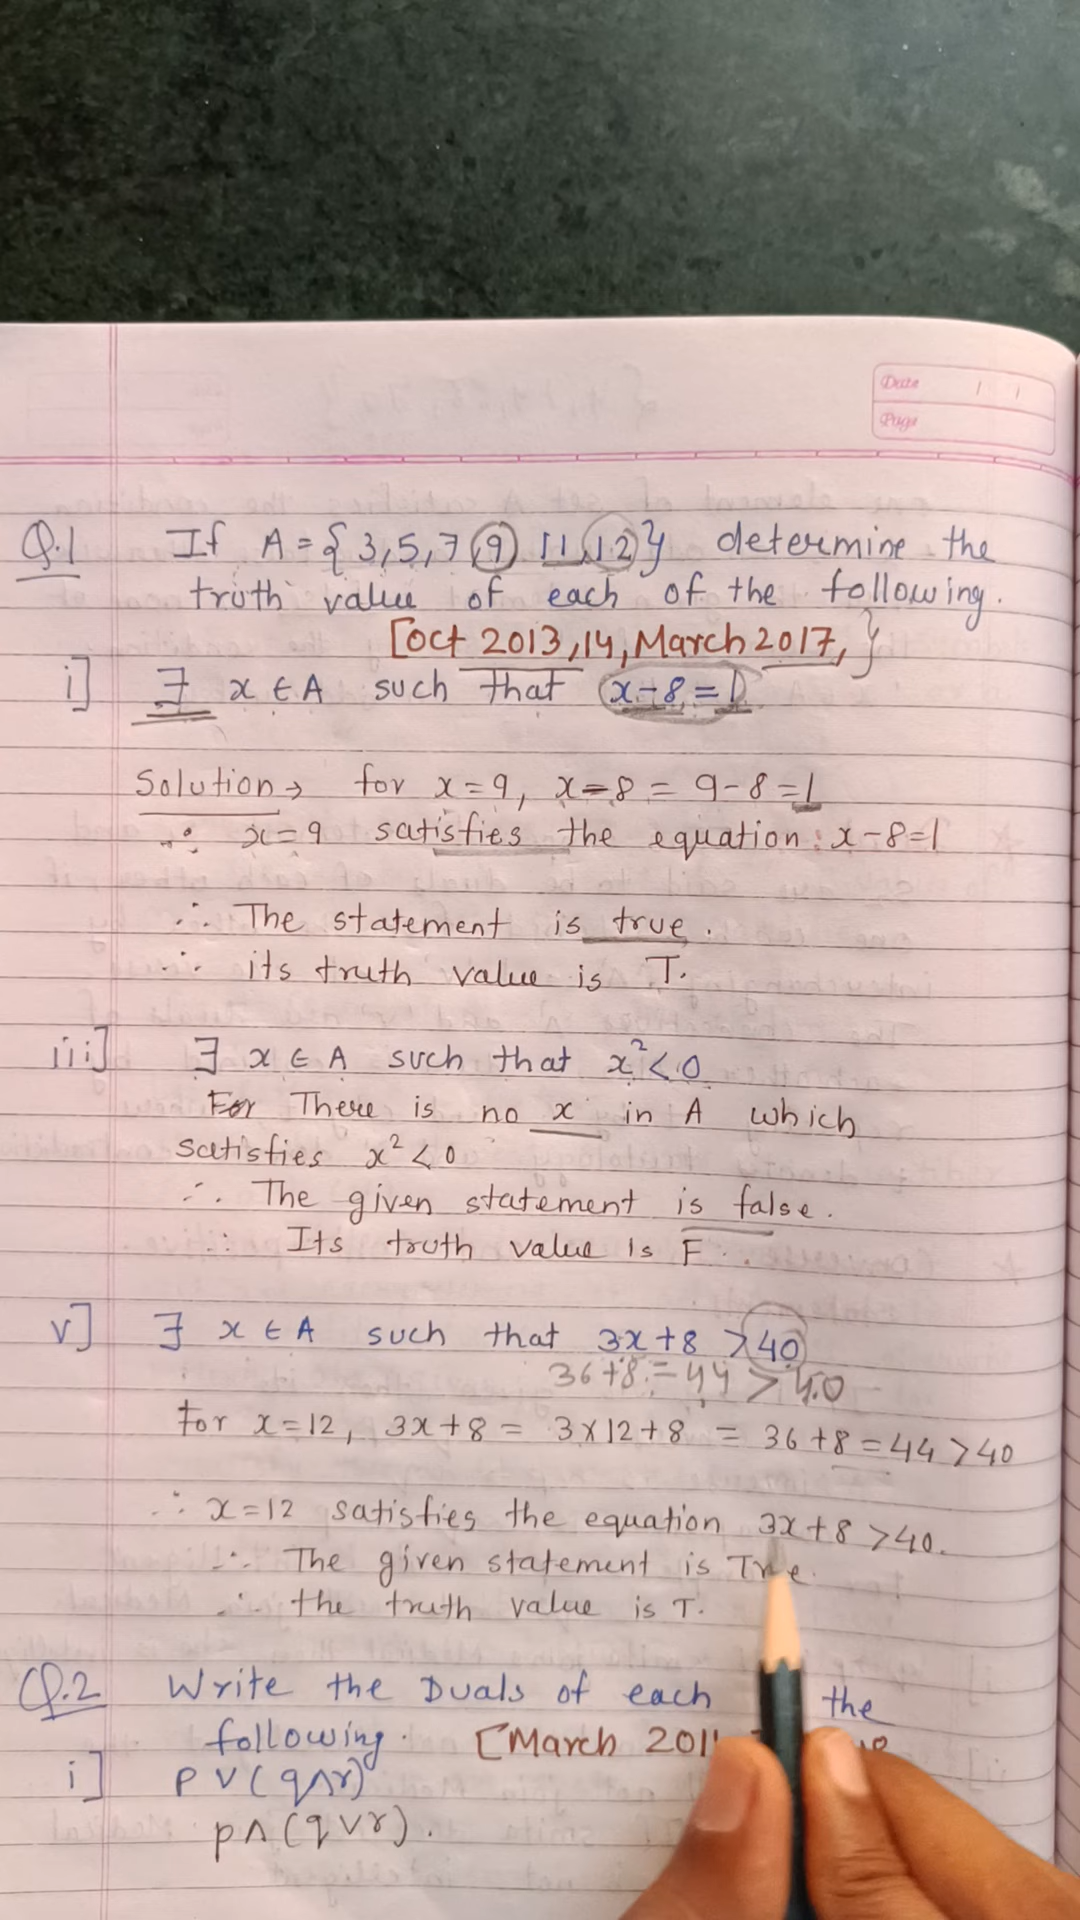 Date / /
Page
Q.1 If A = {3,5,7,9, 11,12} determine the
truth value of each of the following.
[Oct 2013,14, March 2017,}
i] ∃ x ∈ A such that x-8=1
Solution → for x=9, x-8 = 9-8=1
∴ x=9 satisfies the equation: x-8=1
∴ The statement is true.
∴ its truth value is T.
iii] ∃ x ∈ A such that x²<0
For There is no x in A which
satisfies x²<0
∴ The given statement is false.
∴ Its truth value is F.
v] ∃ x ∈ A such that 3x+8 >40
36+8=44 > 40
for x=12, 3x+8 = 3x12+8 = 36+8=44 >40
∴ x=12 satisfies the equation 3x+8 >40.
∴ The given statement is True.
∴ the truth value is T.
Q.2 Write the Duals of each the
following. [March 201
i] p∨(q∧r)
p∧(q∨r).